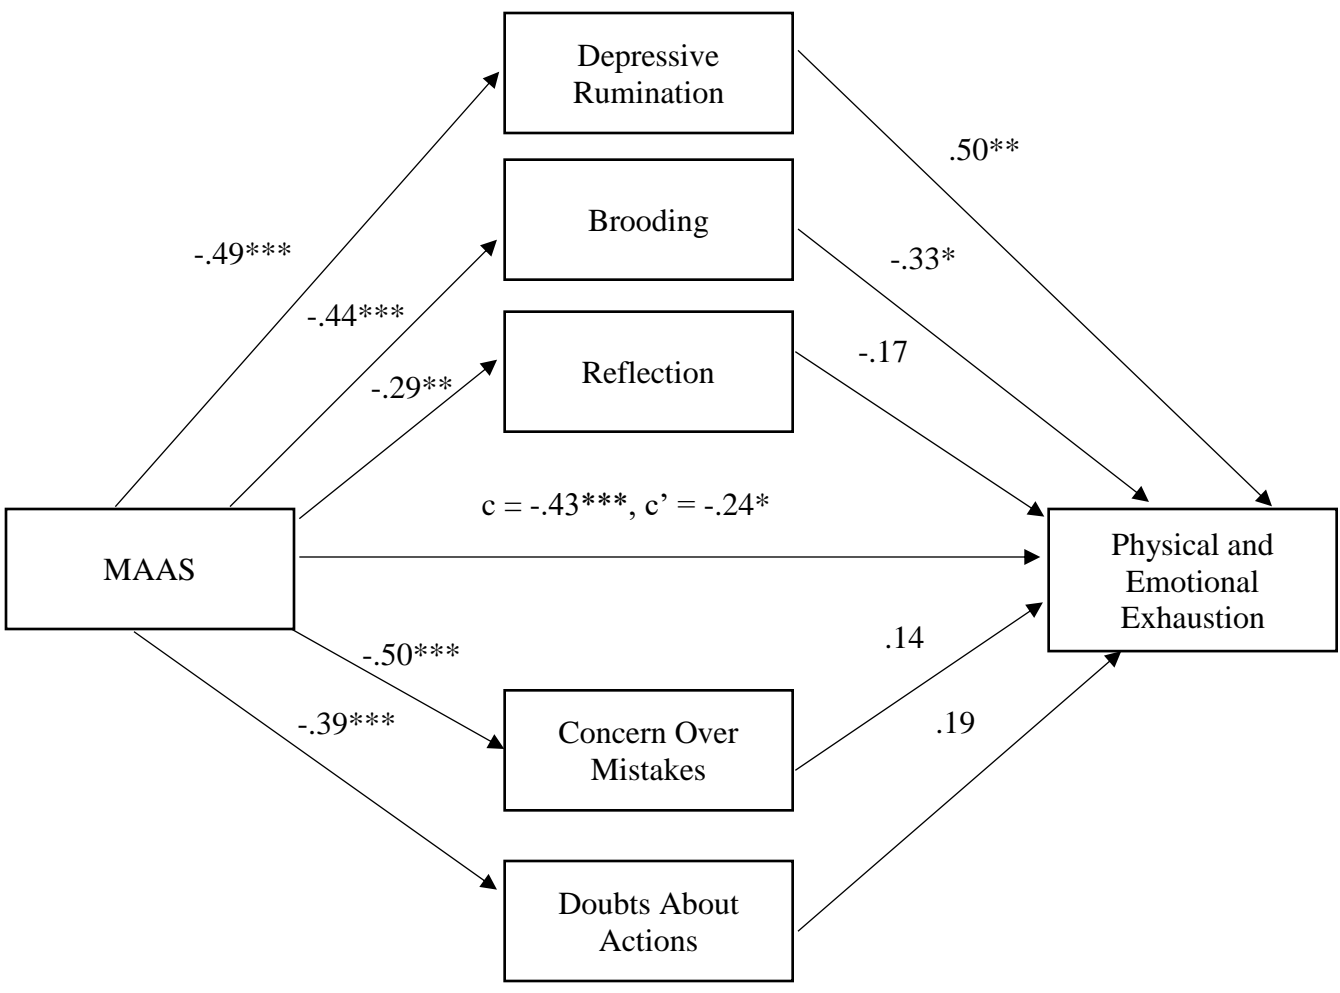 Depressive
Rumination
.50**
Brooding
-.49***
-.33*
-.44***
-.17
Reflection
-.29**
c = -.43***, c’ = -.24*
MAAS
Physical and
Emotional
Exhaustion
-.50***
.14
-.39***
.19
Concern Over
Mistakes
Doubts About
Actions